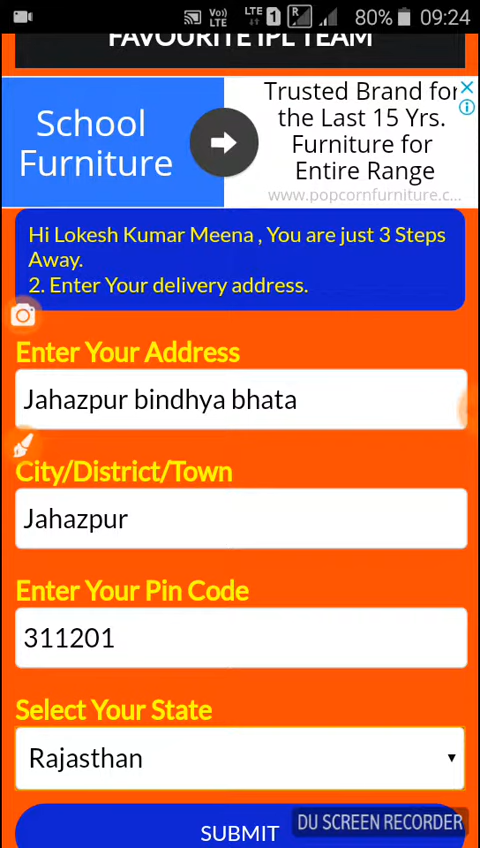 Vo))
LTE
LTE
1
R
80%
09:24
FAVOURITE IPL TEAM
School
Furniture
Trusted Brand for
the Last 15 Yrs.
Furniture for
Entire Range
www.popcornfurniture.c...
Hi Lokesh Kumar Meena , You are just 3 Steps
Away.
2. Enter Your delivery address.
Enter Your Address
Jahazpur bindhya bhata
City/District/Town
Jahazpur
Enter Your Pin Code
311201
Select Your State
Rajasthan
SUBMIT
DU SCREEN RECORDER